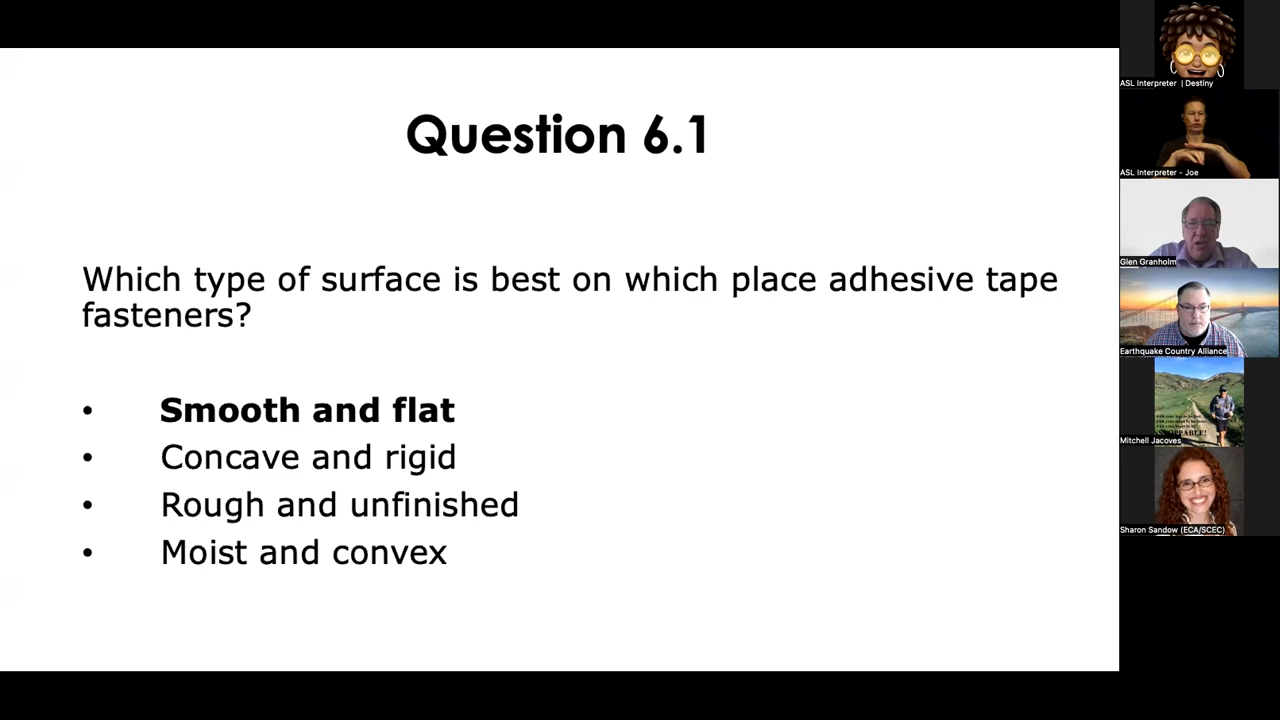 Question 6.1
Which type of surface is best on which place adhesive tape
fasteners?
• Smooth and flat
• Concave and rigid
• Rough and unfinished
• Moist and convex
ASL Interpreter | Destiny
ASL Interpreter - Joe
Glen Granholm
Earthquake Country Alliance
Mitchell Jacoves
Sharon Sandow (ECA/SCEC)